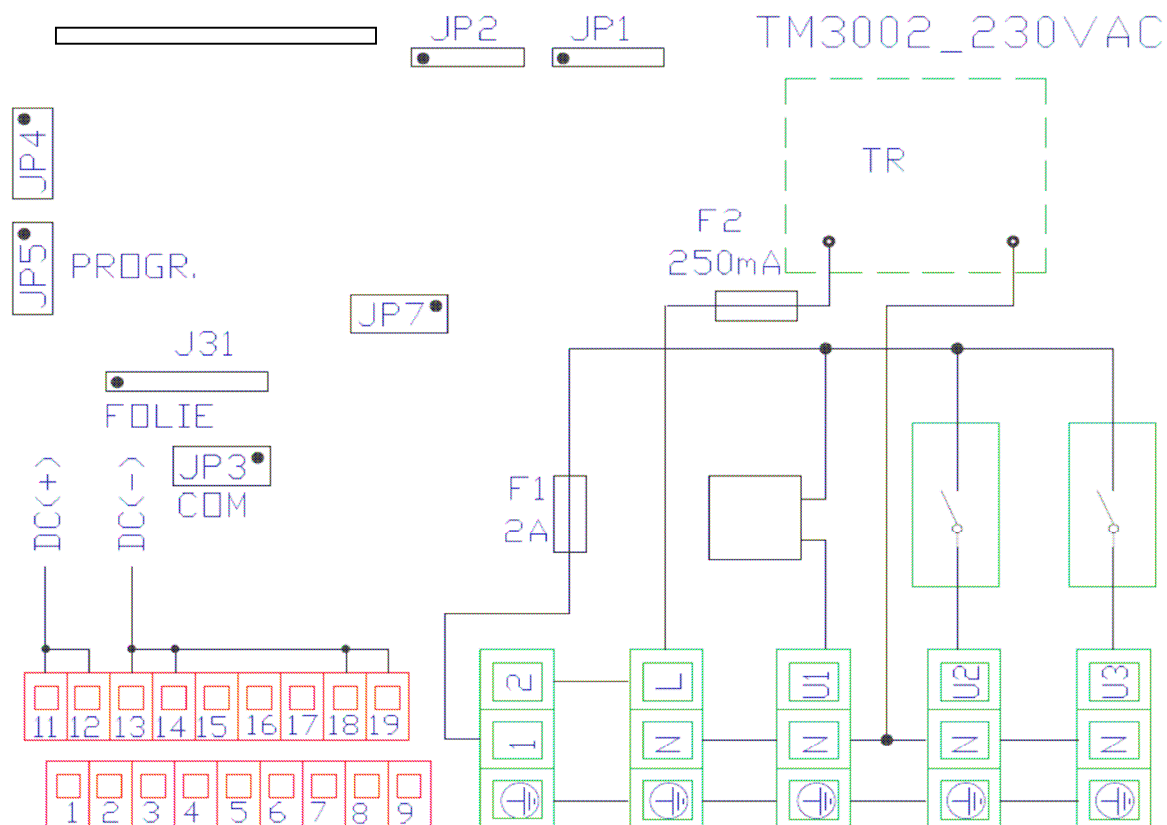 JP2 JP1 TM3002_230VAC
JP4
TR
F2
250mA
JP5 PROGR.
JP7
J31
FOLIE
DC(+) DC(-) JP3
COM
F1
2A
2 L U1 U2 U3
11 12 13 14 15 16 17 18 19
1 N N N N
1 2 3 4 5 6 7 8 9